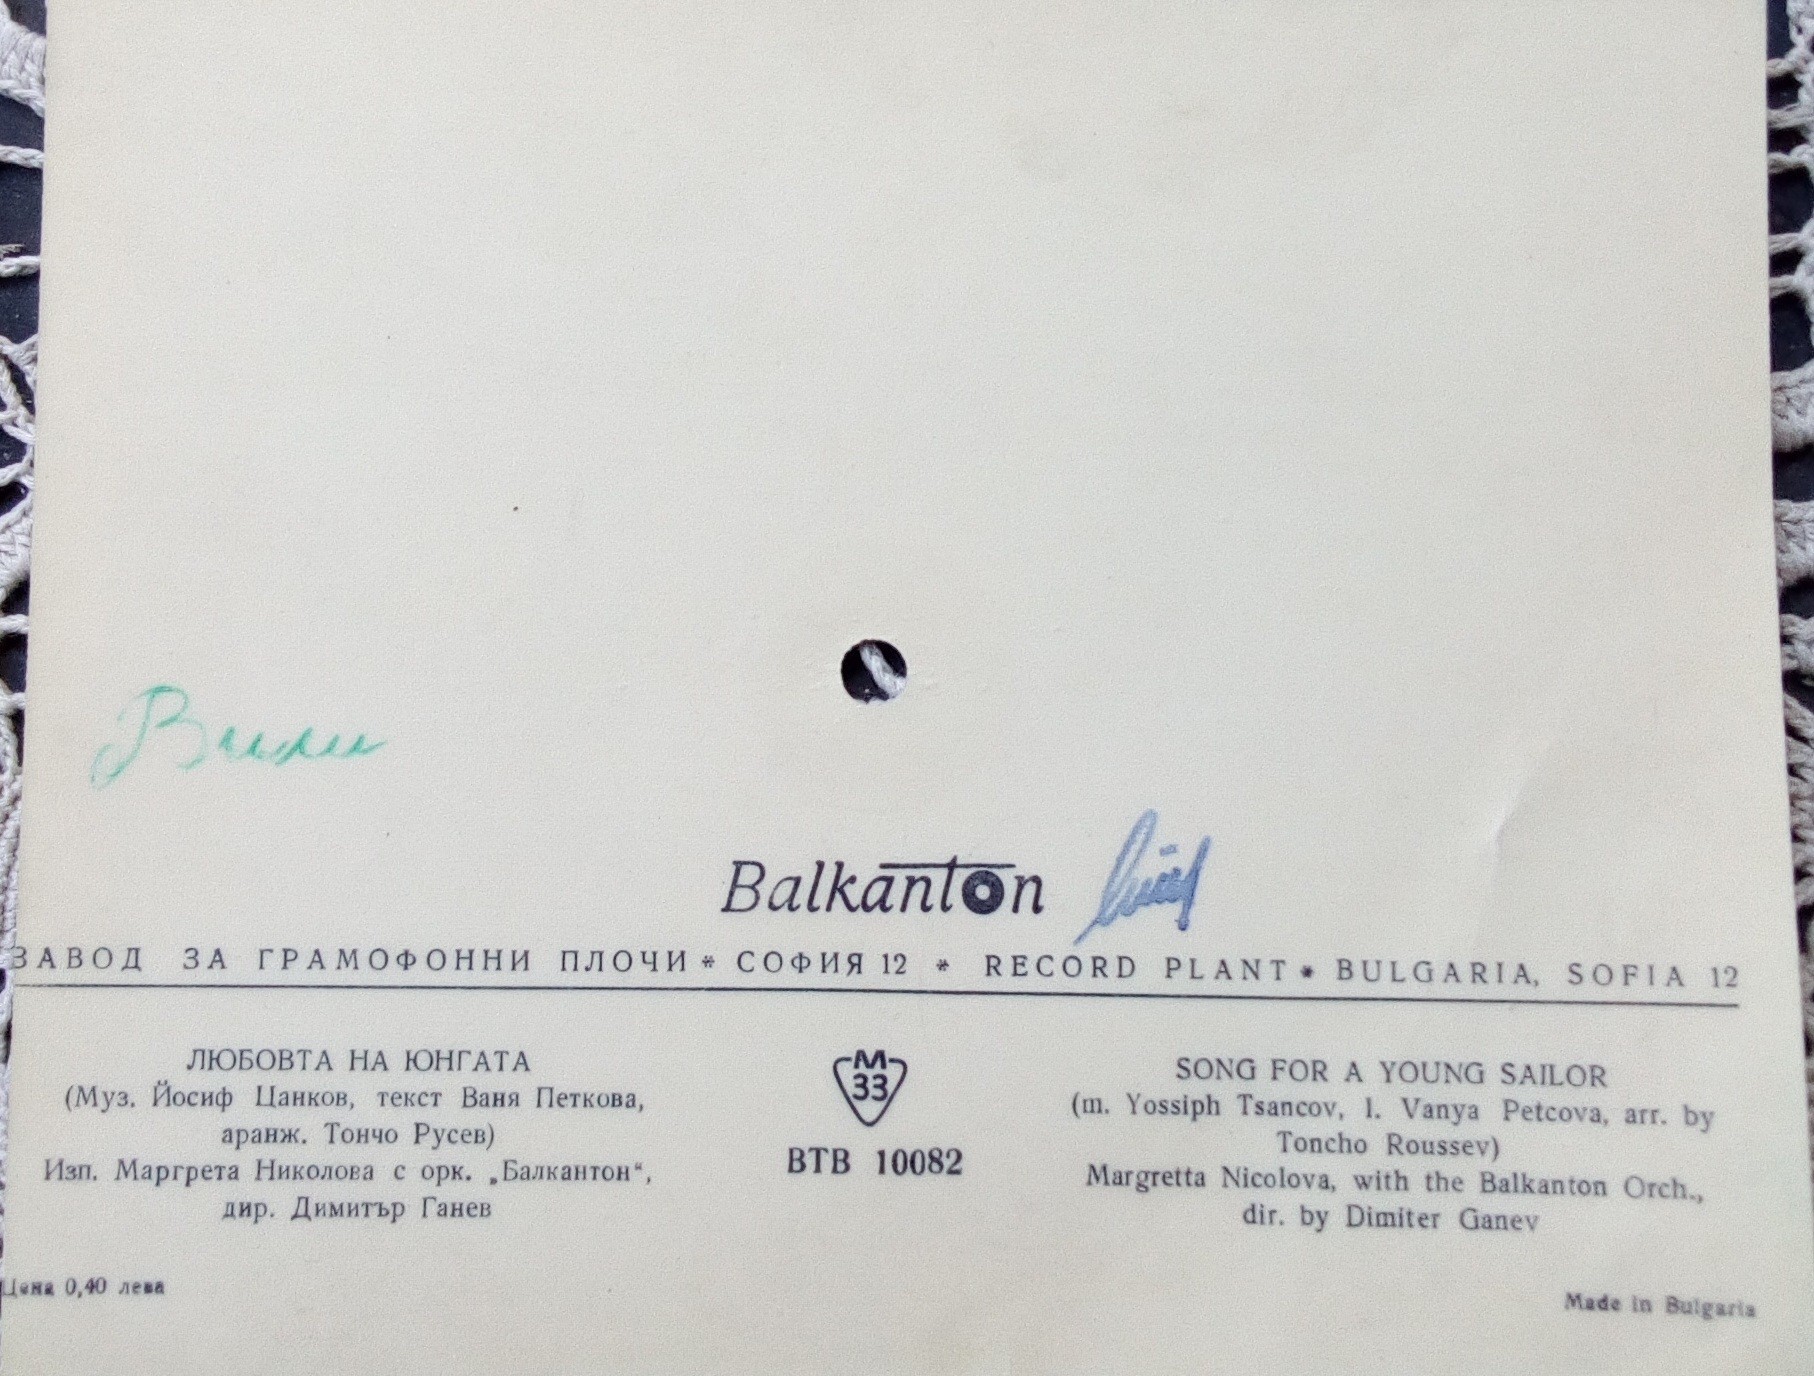 Вили
Balkanton
ЗАВОД ЗА ГРАМОФОННИ ПЛОЧИ * СОФИЯ 12 * RECORD PLANT * BULGARIA, SOFIA 12
ЛЮБОВТА НА ЮНГАТА
(Муз. Йосиф Цанков, текст Ваня Петкова,
аранж. Тончо Русев)
Изп. Маргрета Николова с орк. „Балкантон“,
дир. Димитър Ганев
М
33
ВТВ 10082
SONG FOR A YOUNG SAILOR
(m. Yossiph Tsancov, l. Vanya Petcova, arr. by
Toncho Roussev)
Margretta Nicolova, with the Balkanton Orch.,
dir. by Dimiter Ganev
Цена 0,40 лева
Made in Bulgaria